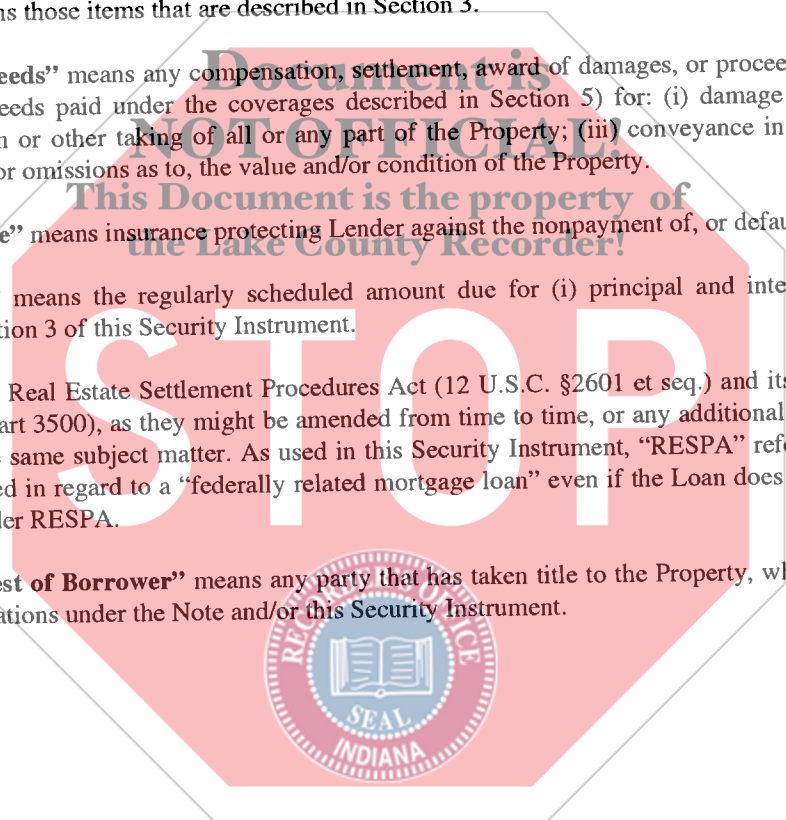 ns those items that are described in Section 3.
Document is
eeds” means any compensation, settlement, award of damages, or procee
eeds paid under the coverages described in Section 5) for: (i) damage
NOT OFFICIAL!
n or other taking of all or any part of the Property; (iii) conveyance in
or omissions as to, the value and/or condition of the Property.
This Document is the property of
e” means insurance protecting Lender against the nonpayment of, or defau
the Lake County Recorder!
” means the regularly scheduled amount due for (i) principal and inte
tion 3 of this Security Instrument.
STOP
Real Estate Settlement Procedures Act (12 U.S.C. §2601 et seq.) and its
art 3500), as they might be amended from time to time, or any additional
same subject matter. As used in this Security Instrument, “RESPA” refe
ed in regard to a “federally related mortgage loan” even if the Loan does
der RESPA.
est of Borrower” means any party that has taken title to the Property, wh
ations under the Note and/or this Security Instrument.
RECORDER'S OFFICE
SEAL
INDIANA